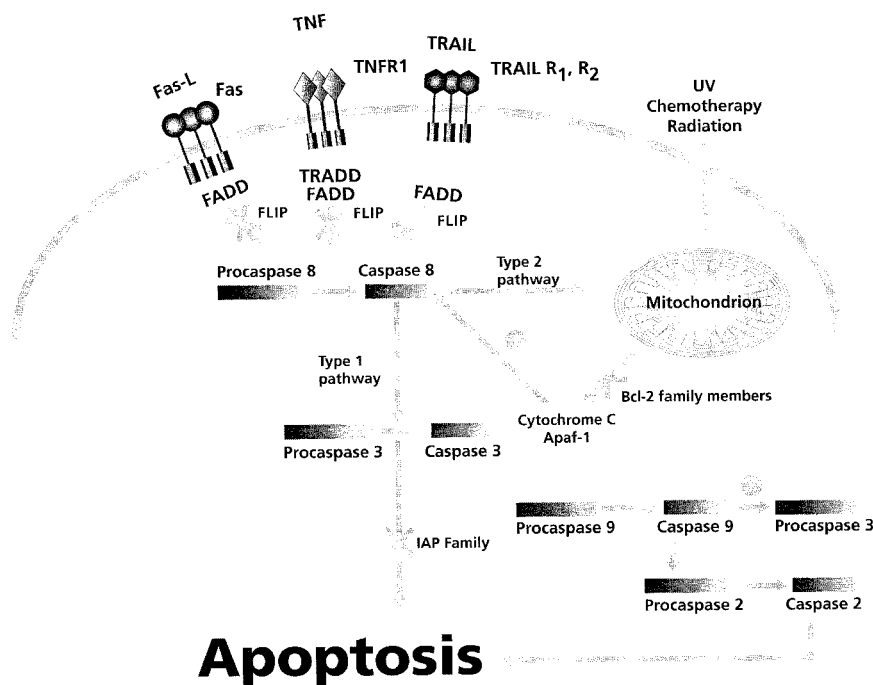 TNF
TNFR1
TRAIL
TRAIL R1, R2
Fas-L
Fas
UV
Chemotherapy
Radiation
FADD
TRADD
FADD
FADD
FLIP
FLIP
FLIP
Procaspase 8
Caspase 8
Type 2
pathway
Mitochondrion
Type 1
pathway
Bcl-2 family members
Cytochrome C
Apaf-1
Procaspase 3
Caspase 3
Procaspase 9
Caspase 9
Procaspase 3
IAP Family
Procaspase 2
Caspase 2
Apoptosis